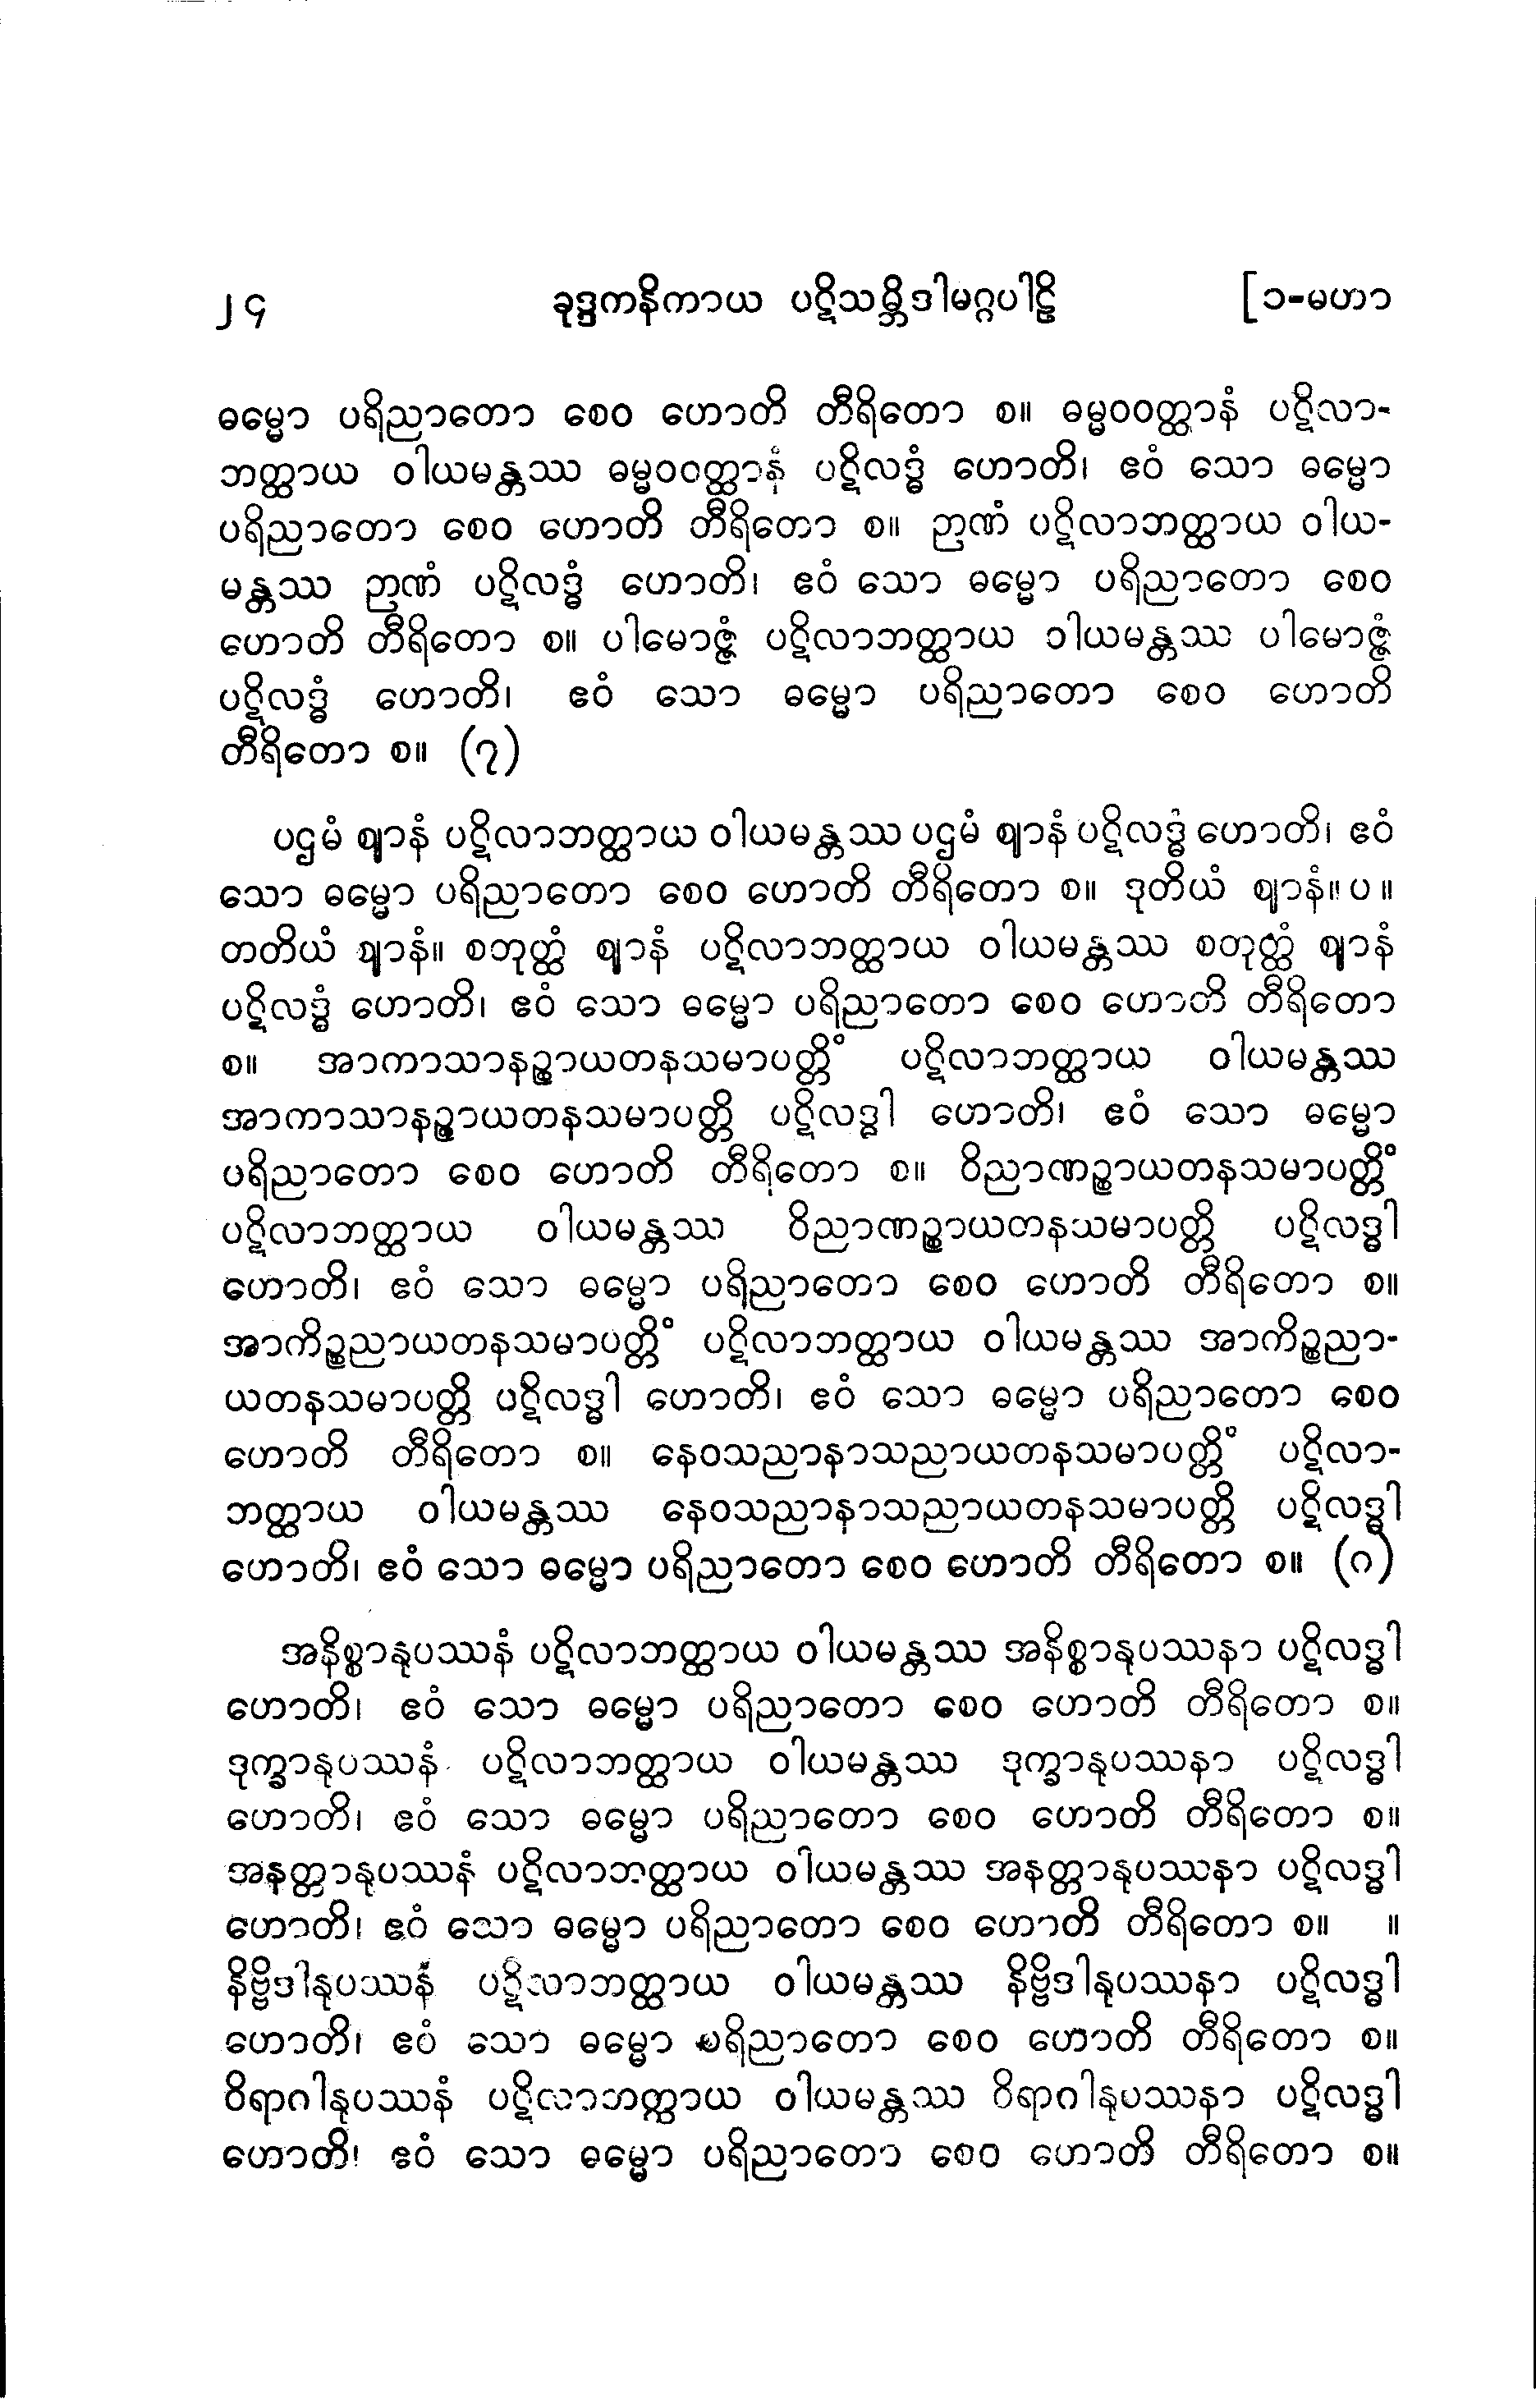 ၂၄ ခုဒ္ဒကနိကာယ ပဋိသမ္ဘိဒါမဂ္ဂပါဠိ [၁-မဟာ
ဓမ္မော ပရိညာတော စေဝ ဟောတိ တီရိတော စ။ ဓမ္မဝဝတ္ထာနံ ပဋိလာ-
ဘတ္ထာယ ဝါယမန္တဿ ဓမ္မဝဝတ္ထာနံ ပဋိလဒ္ဓံ ဟောတိ၊ ဧဝံ သော ဓမ္မော
ပရိညာတော စေဝ ဟောတိ တီရိတော စ။ ဉာဏံ ပဋိလာဘတ္ထာယ ဝါယ-
မန္တဿ ဉာဏံ ပဋိလဒ္ဓံ ဟောတိ၊ ဧဝံ သော ဓမ္မော ပရိညာတော စေဝ
ဟောတိ တီရိတော စ။ ပါမောဇ္ဇံ ပဋိလာဘတ္ထာယ ဝါယမန္တဿ ပါမောဇ္ဇံ
ပဋိလဒ္ဓံ ဟောတိ၊ ဧဝံ သော ဓမ္မော ပရိညာတော စေဝ ဟောတိ
တီရိတော စ။ (၇)
ပဌမံ ဈာနံ ပဋိလာဘတ္ထာယ ဝါယမန္တဿ ပဌမံ ဈာနံ ပဋိလဒ္ဓံ ဟောတိ၊ ဧဝံ
သော ဓမ္မော ပရိညာတော စေဝ ဟောတိ တီရိတော စ။ ဒုတိယံ ဈာနံ။ ပ ။
တတိယံ ဈာနံ။ စဘုတ္ထံ ဈာနံ ပဋိလာဘတ္ထာယ ဝါယမန္တဿ စတုတ္ထံ ဈာနံ
ပဋိလဒ္ဓံ ဟောတိ၊ ဧဝံ သော ဓမ္မော ပရိညာတော စေဝ ဟောတိ တီရိတော
စ။ အာကာသာနဉ္စာယတနသမာပတ္တိံ ပဋိလာဘတ္ထာယ ဝါယမန္တဿ
အာကာသာနဉ္စာယတနသမာပတ္တိ ပဋိလဒ္ဓါ ဟောတိ၊ ဧဝံ သော ဓမ္မော
ပရိညာတော စေဝ ဟောတိ တီရိတော စ။ ဝိညာဏဉ္စာယတနသမာပတ္တိံ
ပဋိလာဘတ္ထာယ ဝါယမန္တဿ ဝိညာဏဉ္စာယတနသမာပတ္တိ ပဋိလဒ္ဓါ
ဟောတိ၊ ဧဝံ သော ဓမ္မော ပရိညာတော စေဝ ဟောတိ တီရိတော စ။
အာကိဉ္စညာယတနသမာပတ္တိံ ပဋိလာဘတ္ထာယ ဝါယမန္တဿ အာကိဉ္စညာ-
ယတနသမာပတ္တိ ပဋိလဒ္ဓါ ဟောတိ၊ ဧဝံ သော ဓမ္မော ပရိညာတော စေဝ
ဟောတိ တီရိတော စ။ နေဝသညာနာသညာယတနသမာပတ္တိံ ပဋိလာ-
ဘတ္ထာယ ဝါယမန္တဿ နေဝသညာနာသညာယတနသမာပတ္တိ ပဋိလဒ္ဓါ
ဟောတိ၊ ဧဝံ သော ဓမ္မော ပရိညာတော စေဝ ဟောတိ တီရိတော စ။ (ဂ)
အနိစ္စာနုပဿနံ ပဋိလာဘတ္ထာယ ဝါယမန္တဿ အနိစ္စာနုပဿနာ ပဋိလဒ္ဓါ
ဟောတိ၊ ဧဝံ သော ဓမ္မော ပရိညာတော စေဝ ဟောတိ တီရိတော စ။
ဒုက္ခာနုပဿနံ ပဋိလာဘတ္ထာယ ဝါယမန္တဿ ဒုက္ခာနုပဿနာ ပဋိလဒ္ဓါ
ဟောတိ၊ ဧဝံ သော ဓမ္မော ပရိညာတော စေဝ ဟောတိ တီရိတော စ။
အနတ္တာနုပဿနံ ပဋိလာဘတ္ထာယ ဝါယမန္တဿ အနတ္တာနုပဿနာ ပဋိလဒ္ဓါ
ဟောတိ၊ ဧဝံ သော ဓမ္မော ပရိညာတော စေဝ ဟောတိ တီရိတော စ။ ။
နိဗ္ဗိဒါနုပဿနံ ပဋိလာဘတ္ထာယ ဝါယမန္တဿ နိဗ္ဗိဒါနုပဿနာ ပဋိလဒ္ဓါ
ဟောတိ၊ ဧဝံ သော ဓမ္မော ပရိညာတော စေဝ ဟောတိ တီရိတော စ။
ဝိရာဂါနုပဿနံ ပဋိလာဘတ္ထာယ ဝါယမန္တဿ ဝိရာဂါနုပဿနာ ပဋိလဒ္ဓါ
ဟောတိ၊ ဧဝံ သော ဓမ္မော ပရိညာတော စေဝ ဟောတိ တီရိတော စ။